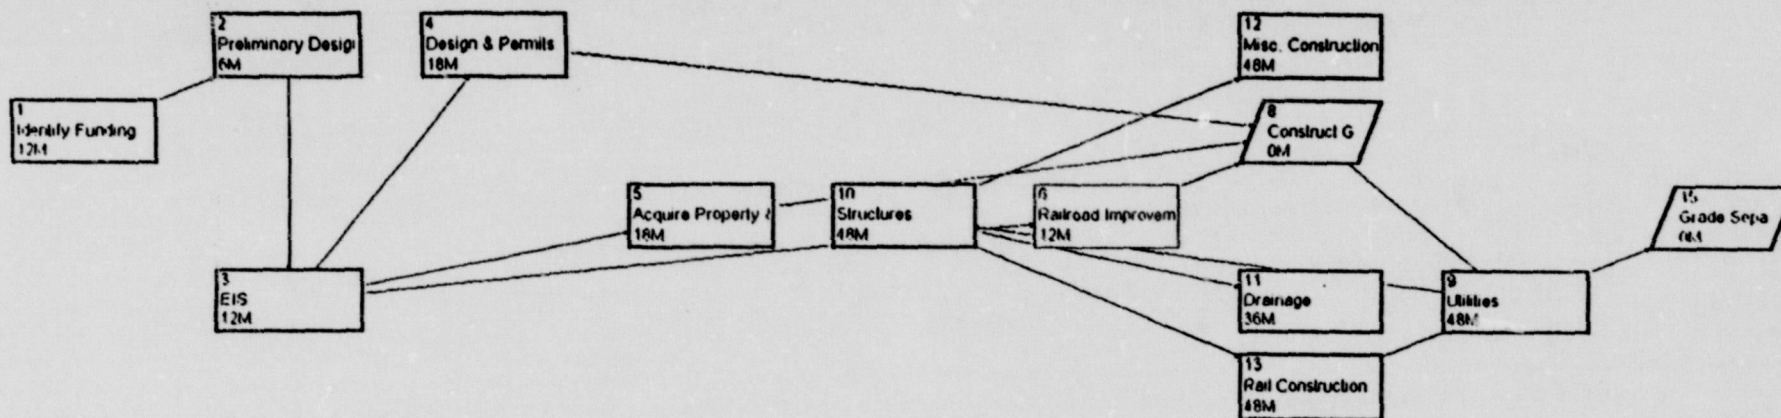 1
Identify Funding
12M
2
Preliminary Desig
6M
3
EIS
12M
4
Design & Permits
18M
5
Acquire Property &
18M
10
Structures
48M
6
Railroad Improvem
12M
12
Misc. Construction
48M
8
Construct G
0M
11
Drainage
36M
13
Rail Construction
48M
9
Utilities
48M
15
Grade Sepa
0M